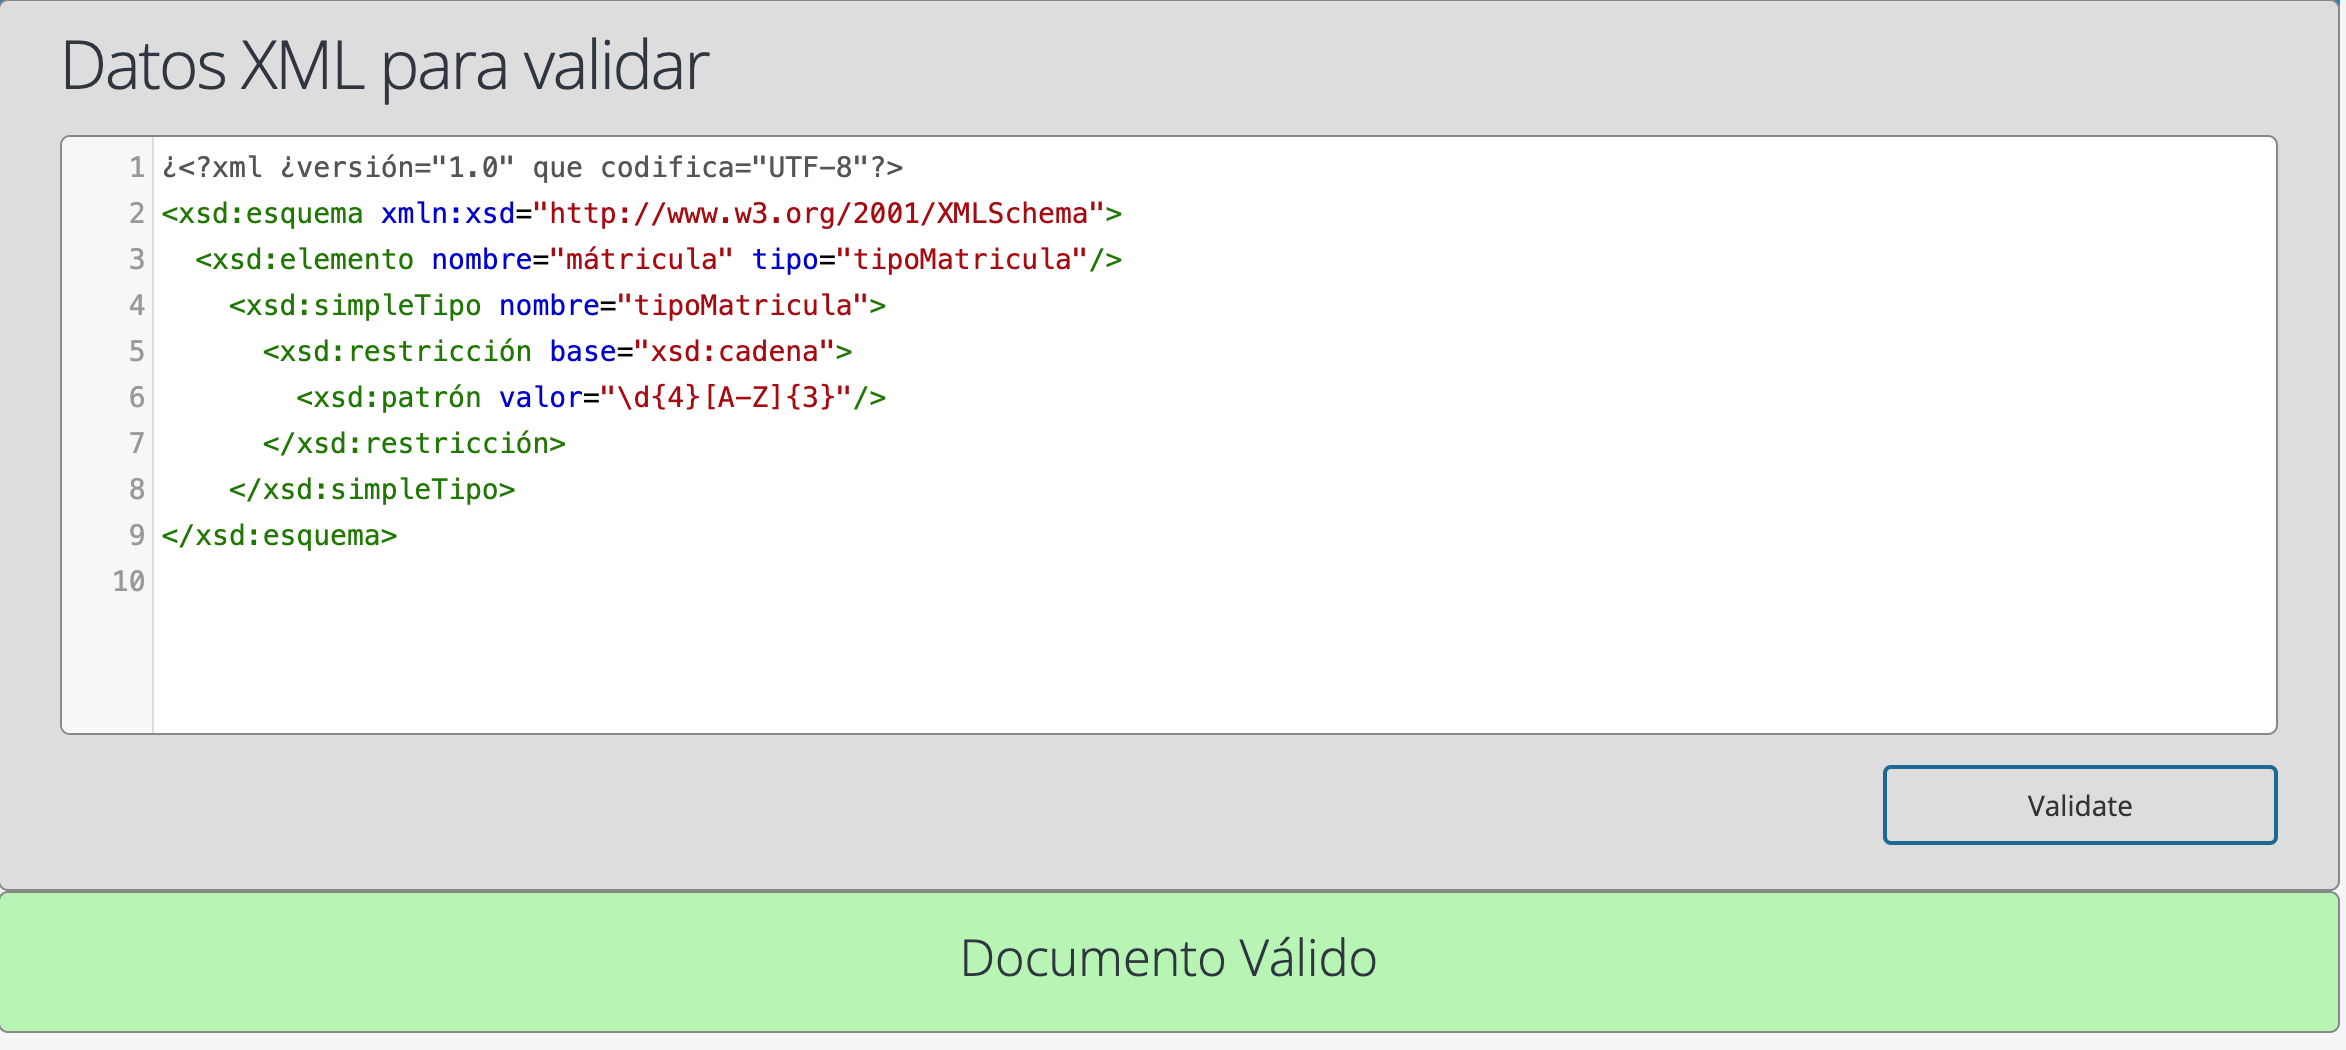 Datos XML para validar
1 ¿<?xml ¿versión="1.0" que codifica="UTF-8"?>
2 <xsd:esquema xmln:xsd="http://www.w3.org/2001/XMLSchema">
3 <xsd:elemento nombre="mátricula" tipo="tipoMatricula"/>
4 <xsd:simpleTipo nombre="tipoMatricula">
5 <xsd:restricción base="xsd:cadena">
6 <xsd:patrón valor="\d{4}[A-Z]{3}"/>
7 </xsd:restricción>
8 </xsd:simpleTipo>
9 </xsd:esquema>
10
Validate
Documento Válido